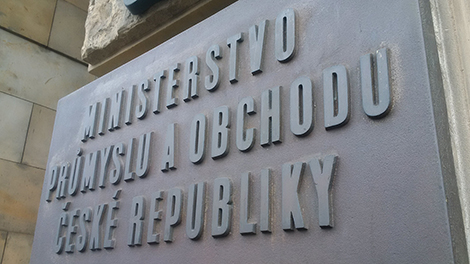 MINISTERSTVO
PRŮMYSLU A OBCHODU
ČESKÉ REPUBLIKY